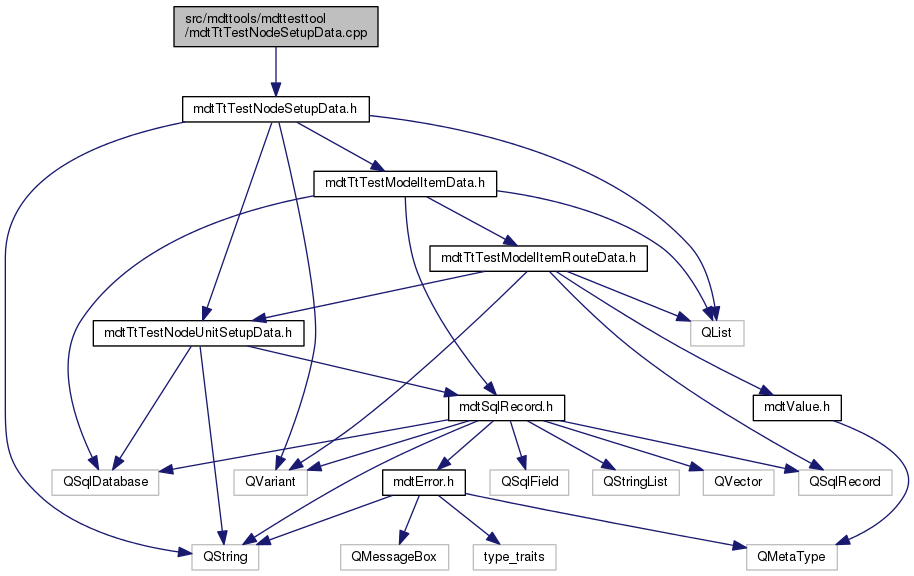 src/mdttools/mdttesttool
/mdtTtTestNodeSetupData.cpp
mdtTtTestNodeSetupData.h
mdtTtTestModelItemData.h
mdtTtTestModelItemRouteData.h
mdtTtTestNodeUnitSetupData.h
QList
mdtSqlRecord.h
mdtValue.h
QSqlDatabase
QVariant
mdtError.h
QSqlField
QStringList
QVector
QSqlRecord
QString
QMessageBox
type_traits
QMetaType